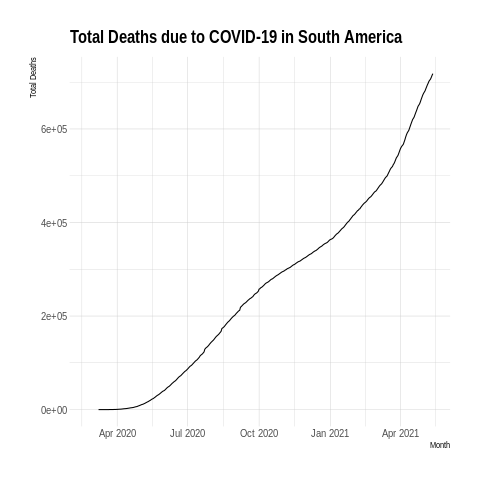 Total Deaths due to COVID-19 in South America
Total Deaths
6e+05
4e+05
2e+05
0e+00
Apr 2020 Jul 2020 Oct 2020 Jan 2021 Apr 2021
Month